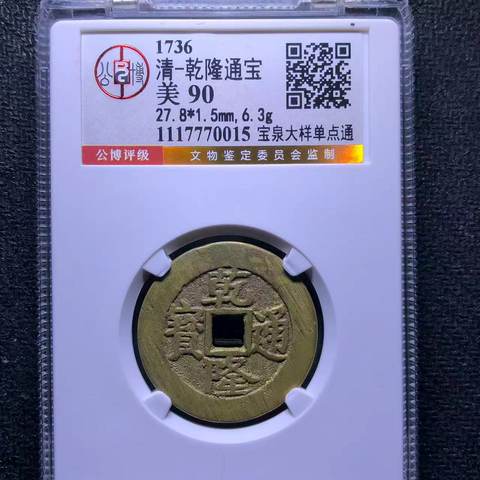 1736
清-乾隆通宝
美 90
27.8*1.5mm,6.3g
1117770015 宝泉大样单点通
公博
公博评级
文物鉴定委员会监制
乾隆通寶